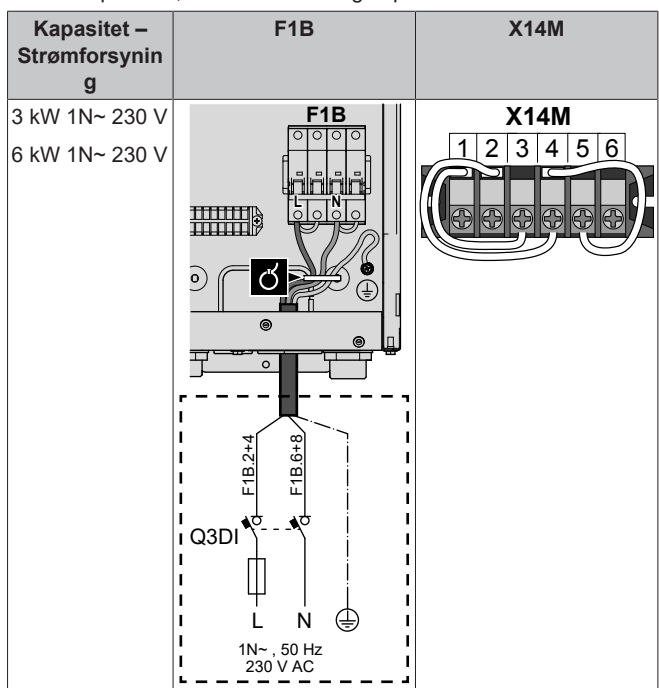 Kapasitet –
Strømforsynin
g
F1B
X14M
3 kW 1N~ 230 V
6 kW 1N~ 230 V
F1B
L N
X14M
1 2 3 4 5 6
F1B.2+4
F1B.6+8
Q3DI
L N
1N~ , 50 Hz
230 V AC